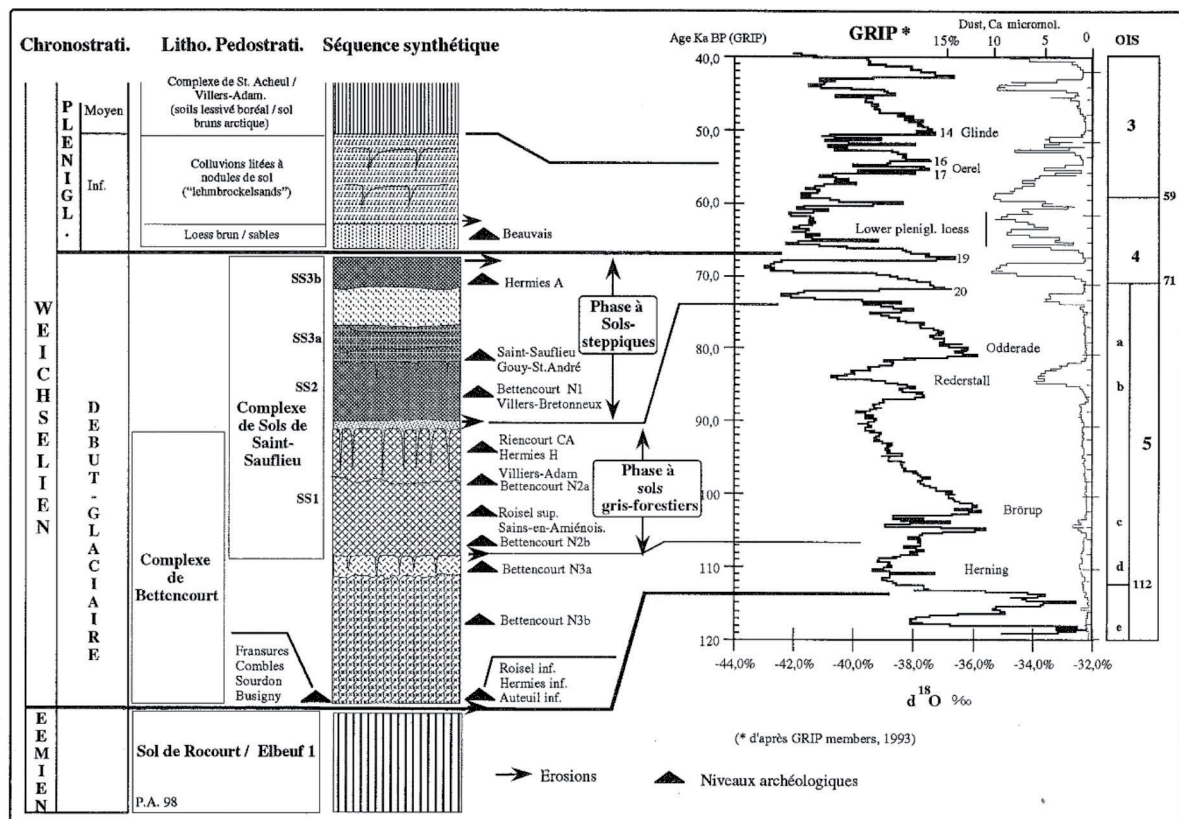 Chronostrati.
Litho. Pedostrati.
Séquence synthétique
Age Ka BP (GRIP)
GRIP *
15%
Dust, Ca micromol.
10
5
0
OIS
WEICHSELIEN
PLENIGL.
Moyen
Inf.
Complexe de St. Acheul /
Villers-Adam.
(soils lessivé boréal / sol
bruns arctique)
Colluvions litées à
nodules de sol
("lehmbrockelsands")
Loess brun / sables
Beauvais
DEBUT-GLACIAIRE
SS3b
SS3a
SS2
SS1
Complexe
de Sols de
Saint-
Sauflieu
Complexe
de
Bettencourt
Hermies A
Saint-Sauflieu
Gouy-St.André
Bettencourt N1
Villers-Bretonneux
Riencourt CA
Hermies H
Villiers-Adam
Bettencourt N2a
Roisel sup.
Sains-en-Amiénois.
Bettencourt N2b
Bettencourt N3a
Bettencourt N3b
Phase à
Sols-
steppiques
Phase à
sols
gris-forestiers
Fransures
Combles
Sourdon
Busigny
Roisel inf.
Hermies inf.
Auteuil inf.
EEMIEN
Sol de Rocourt / Elbeuf 1
P.A. 98
Erosions
Niveaux archéologiques
40,0
50,0
60,0
70,0
80,0
90,0
100
110
120
14 Glinde
16
Oerel
17
Lower plenigl. loess
19
20
Odderade
Rederstall
Brörup
Herning
3
59
4
71
a
b
5
c
d
112
e
-44,0%
-42,0%
-40,0%
-38,0%
-36,0%
-34,0%
-32,0%
d18O ‰
(* d'après GRIP members, 1993)